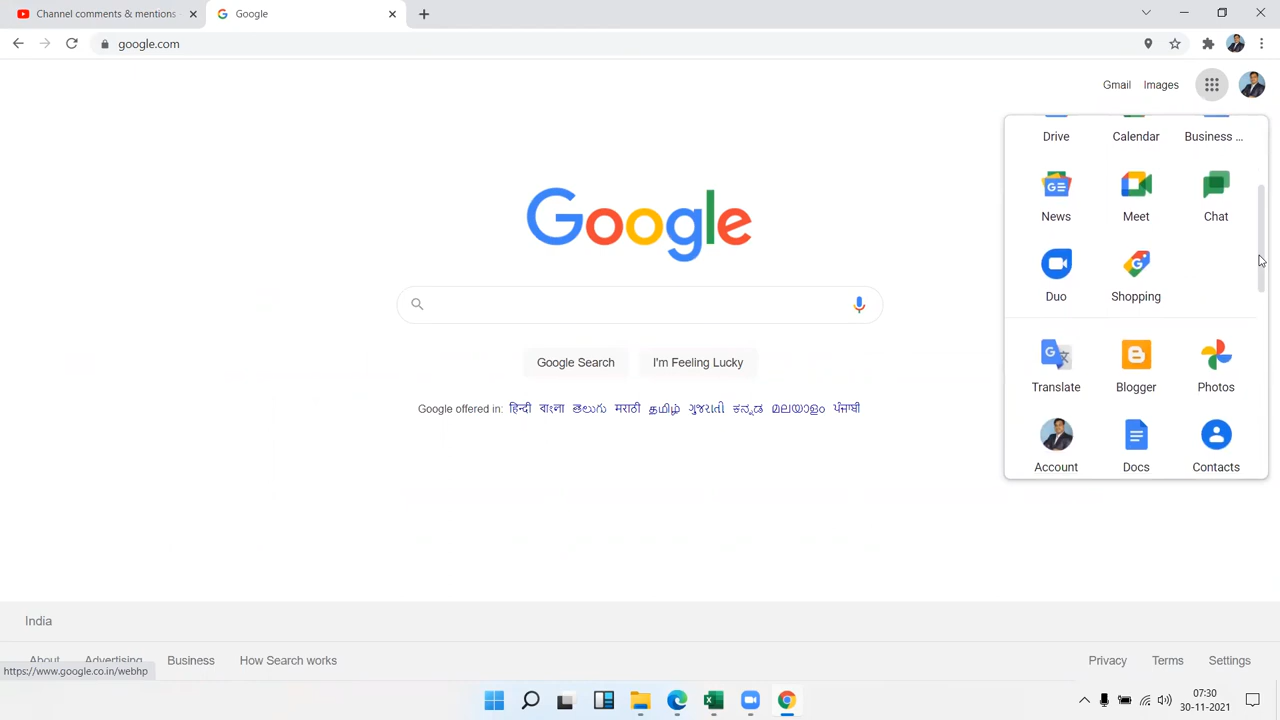 Channel comments & mentions
Google
google.com
Gmail Images
Drive Calendar Business ...
News Meet Chat
Duo Shopping
Translate Blogger Photos
Account Docs Contacts
Google
Google Search I'm Feeling Lucky
Google offered in: हिन्दी বাংলা తెలుగు मराठी தமிழ் ગુજરાતી ಕನ್ನಡ മലയാളം ਪੰਜਾਬੀ
India
About Advertising Business How Search works Privacy Terms Settings
https://www.google.co.in/webhp
07:30
30-11-2021